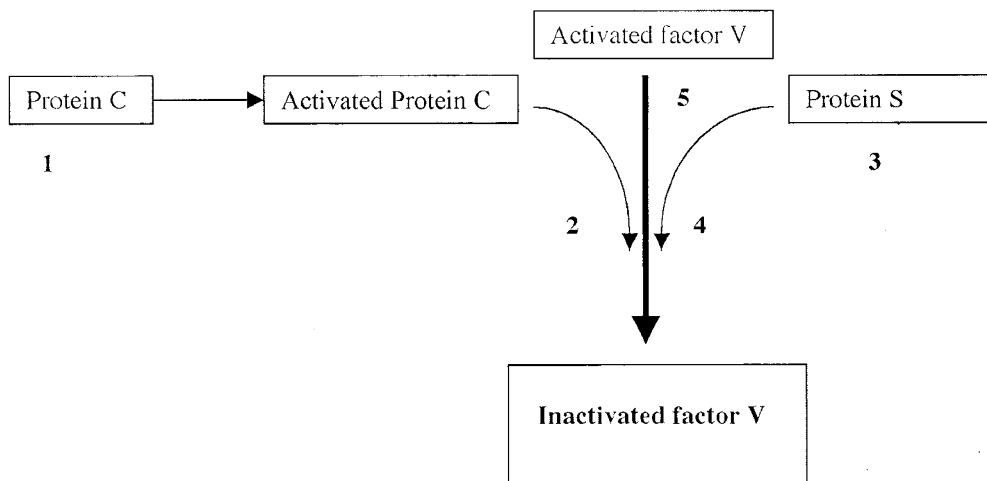 Activated factor V
Protein C
Activated Protein C
5
Protein S
1
3
2
4
Inactivated factor V